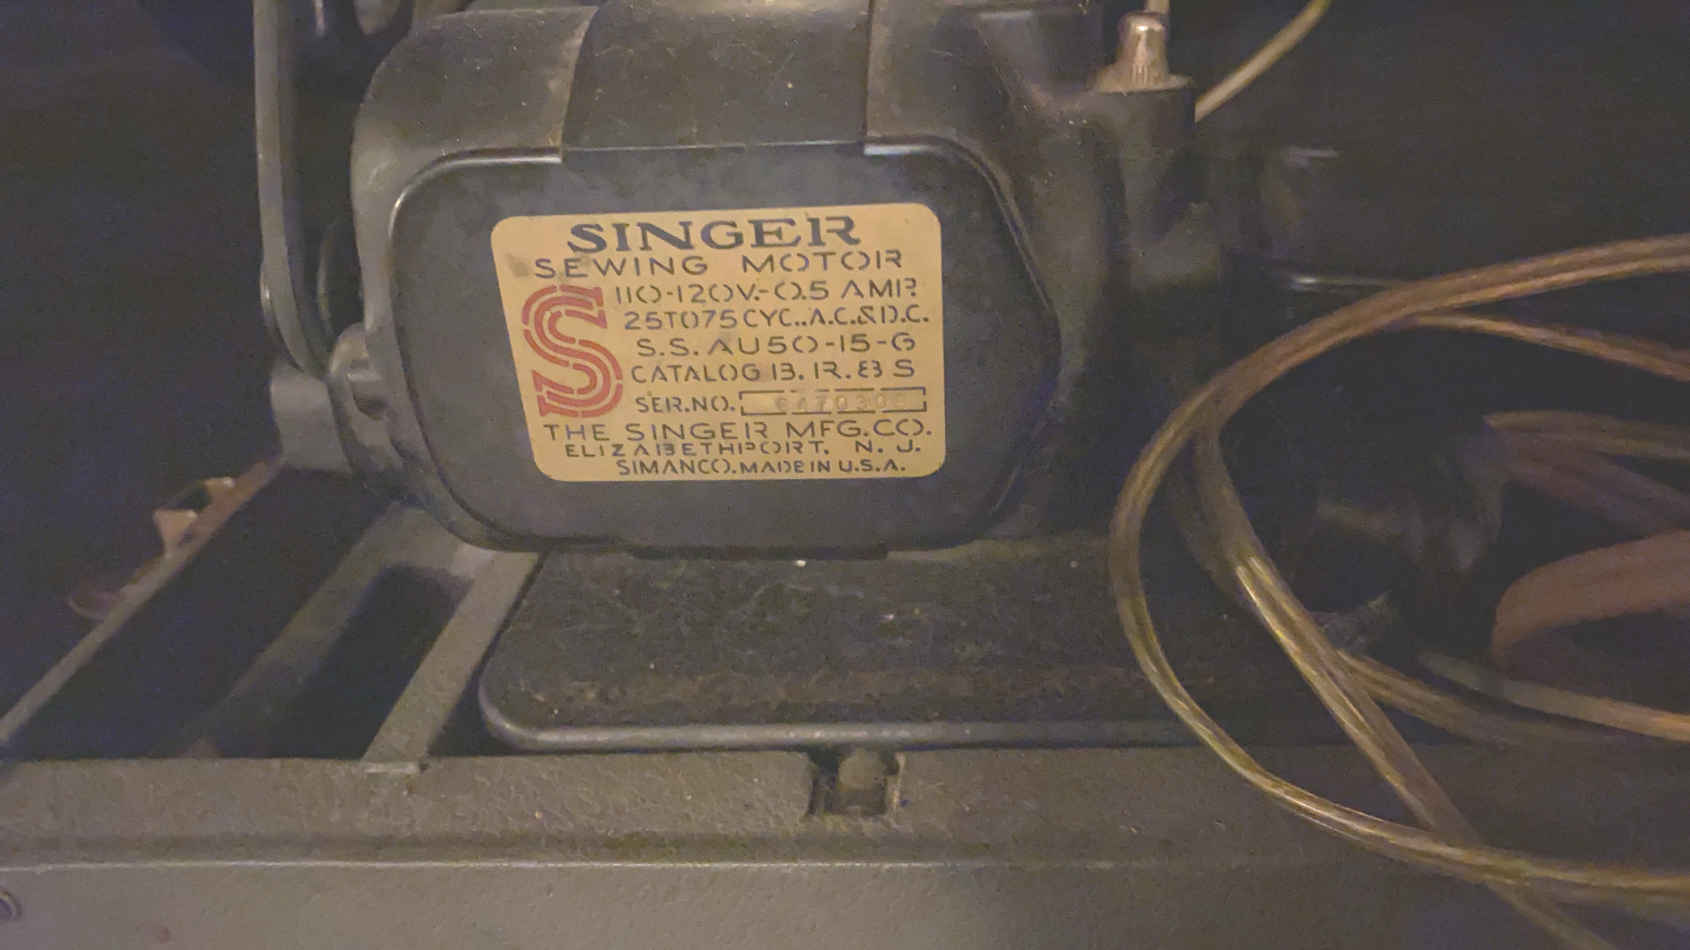 SINGER
SEWING MOTOR
110-120V.-0.5 AMP.
25TO75CYC..A.C.&D.C.
S.S. AU50-15-G
CATALOG B.R.8 S
SER.NO.
THE SINGER MFG.CO.
ELIZABETHPORT, N. J.
SIMANCO.MADE IN U.S.A.
S